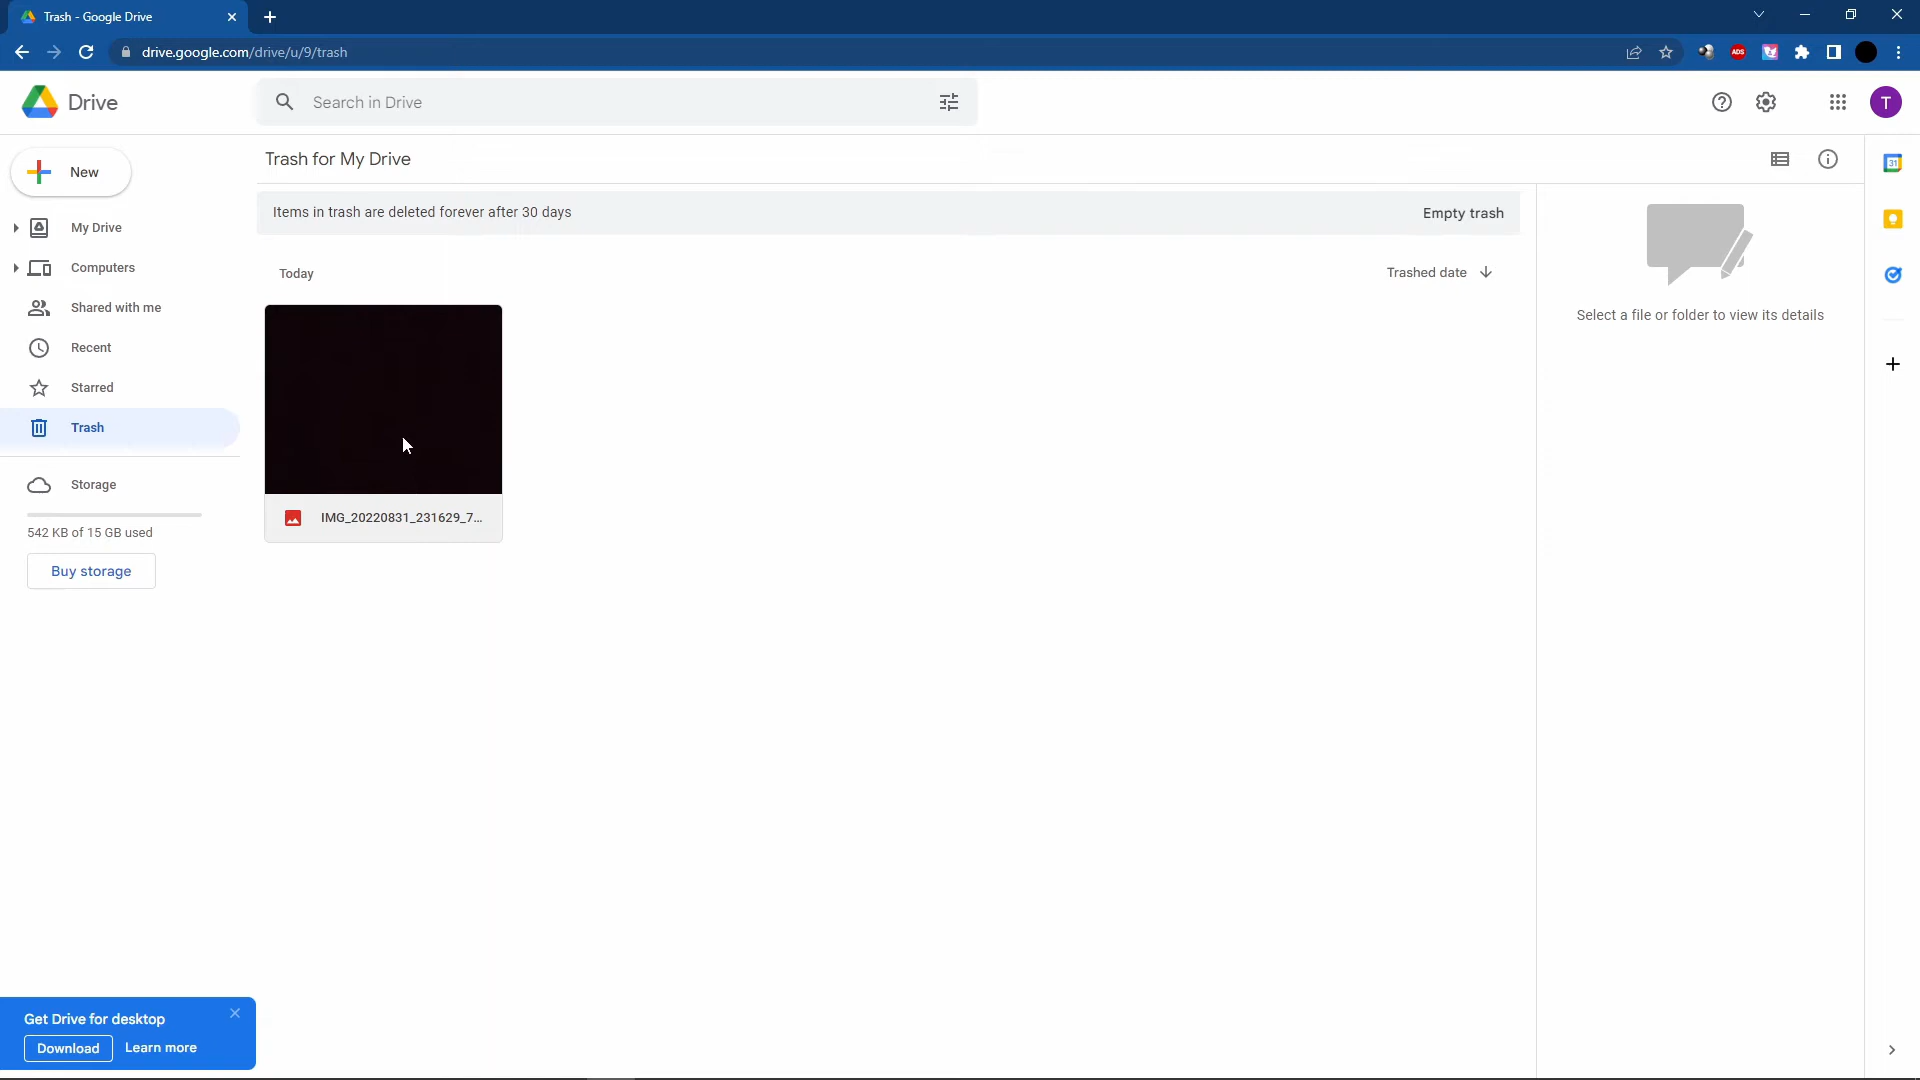 Trash - Google Drive
drive.google.com/drive/u/9/trash
ADS
Drive
Search in Drive
T
New
Trash for My Drive
31
My Drive
Items in trash are deleted forever after 30 days
Empty trash
Computers
Today
Trashed date
Shared with me
Select a file or folder to view its details
Recent
Starred
Trash
Storage
IMG_20220831_231629_7...
542 KB of 15 GB used
Buy storage
Get Drive for desktop
Download
Learn more